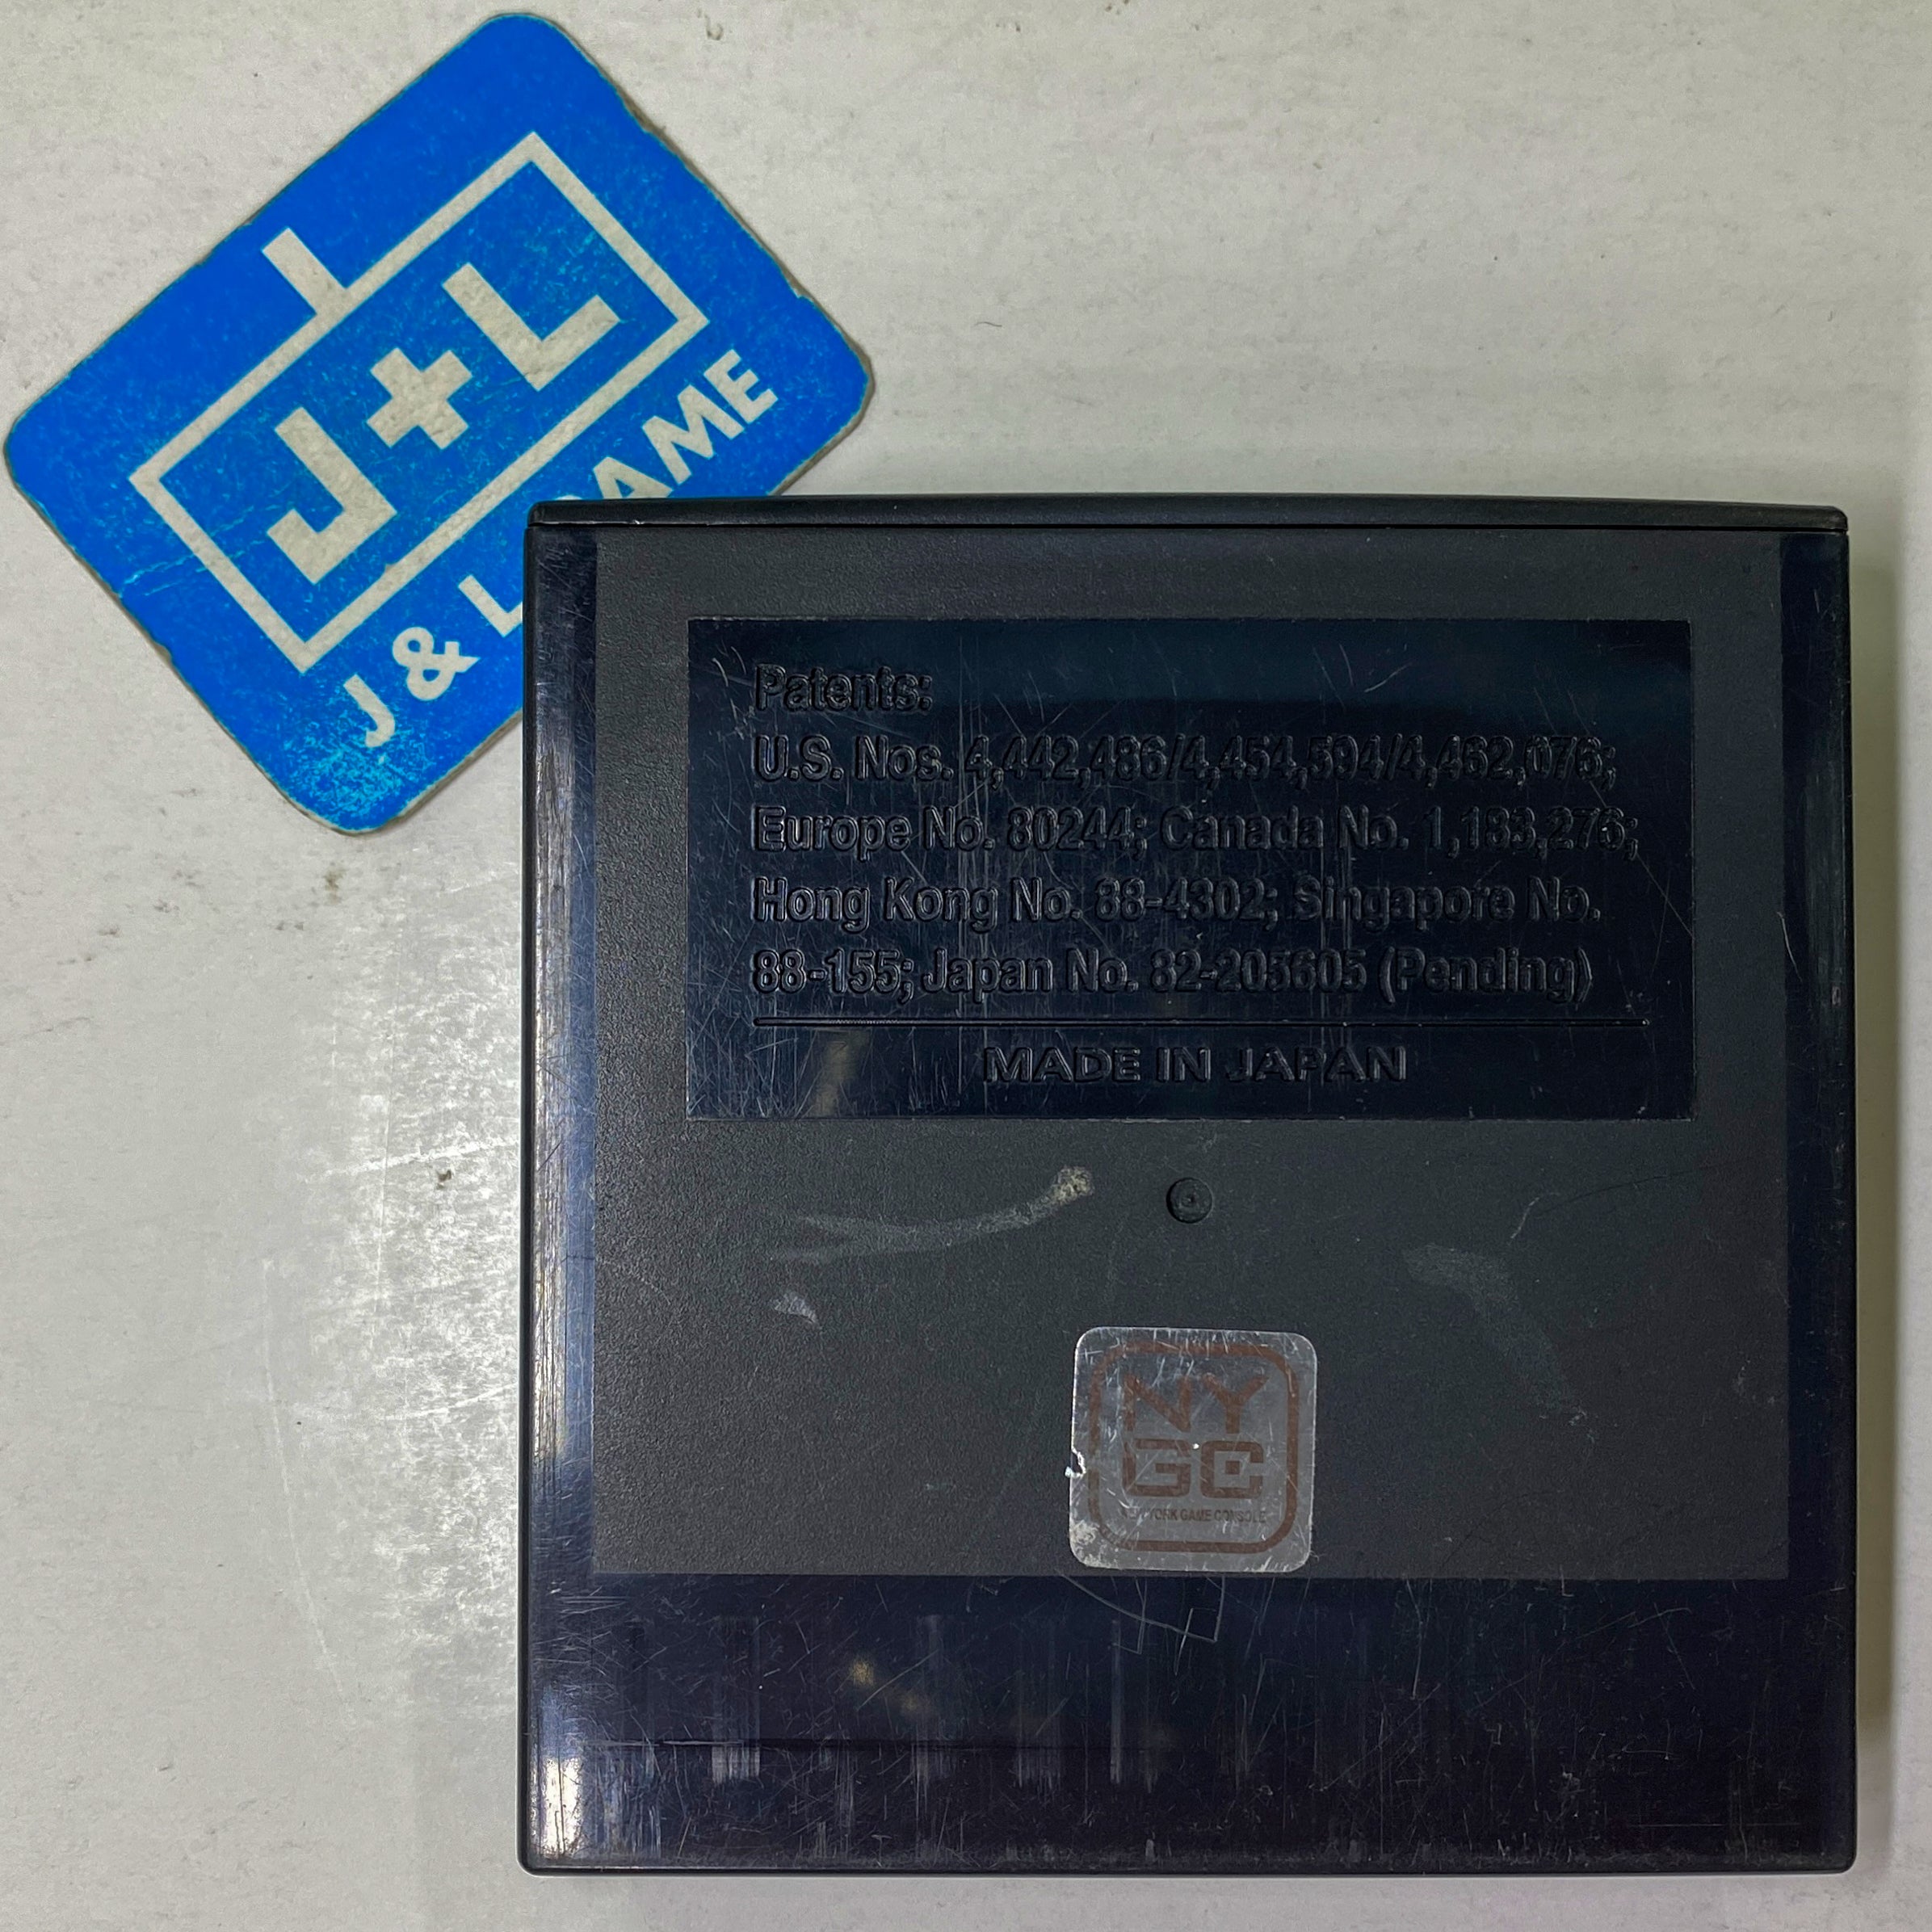 J+L
J & L GAME
Patents:
U.S. Nos. 4,442,486/4,454,594/4,462,076;
Europe No. 80244; Canada No. 1,183,276;
Hong Kong No. 88-4302; Singapore No.
88-155; Japan No. 82-205605 (Pending)
MADE IN JAPAN
NY
GC
NEW YORK GAME CONSOLE